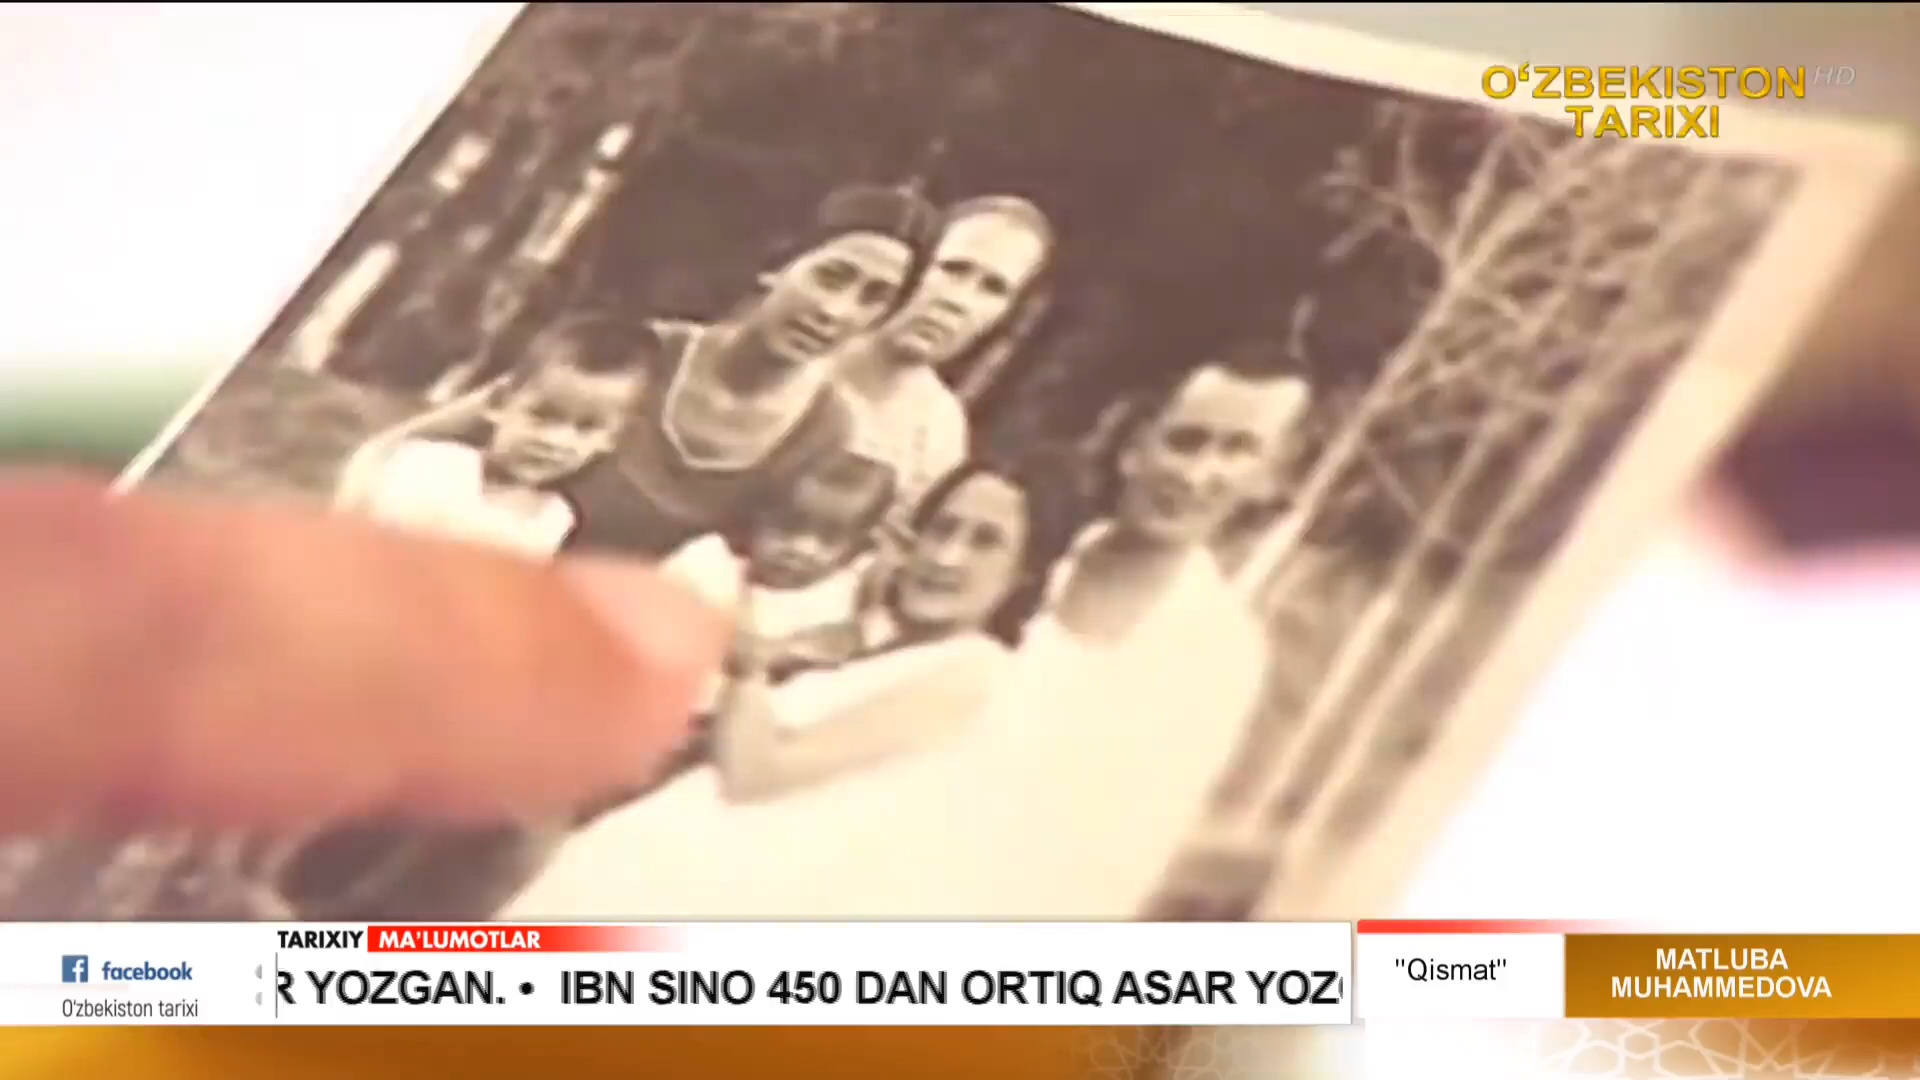 O‘ZBEKISTON HD
TARIXI
TARIXIY MA'LUMOTLAR
facebook
O'zbekiston tarixi
YOZGAN. • IBN SINO 450 DAN ORTIQ ASAR
"Qismat"
MATLUBA
MUHAMMEDOVA